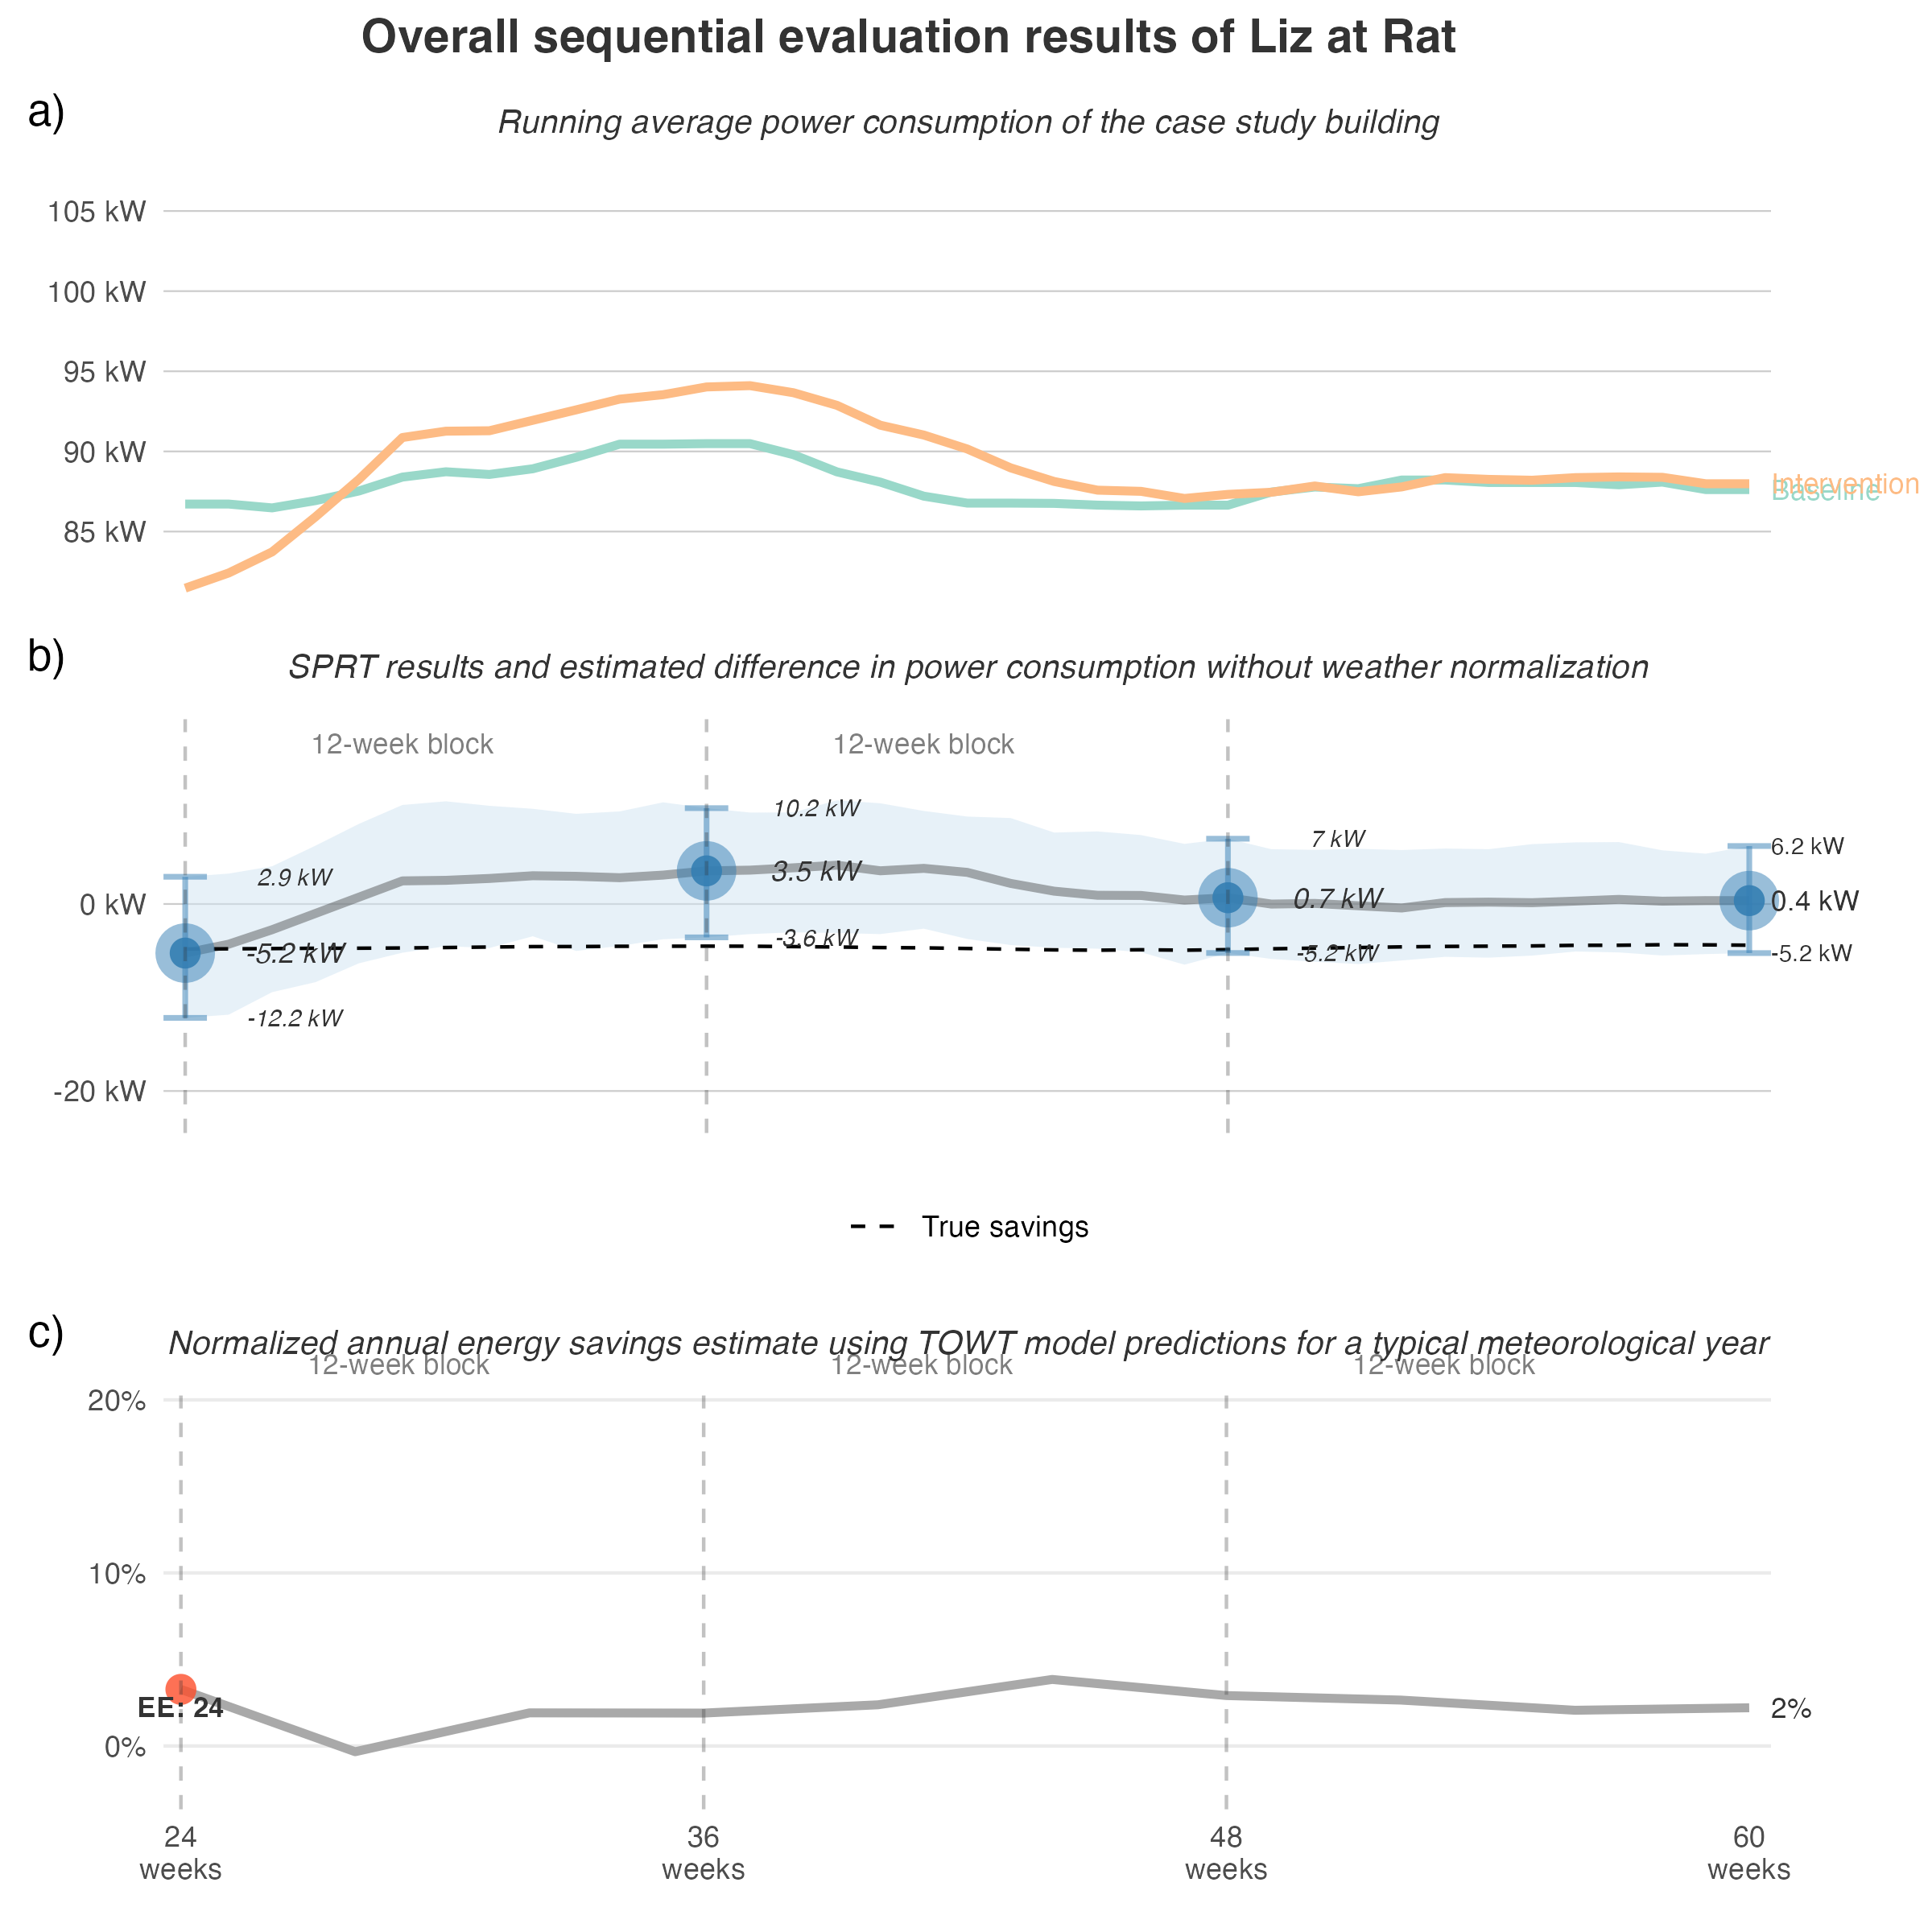 Overall sequential evaluation results of Liz at Rat
a)
Running average power consumption of the case study building
105 kW
100 kW
95 kW
90 kW
85 kW
Intervention
Baseline
b)
SPRT results and estimated difference in power consumption without weather normalization
12-week block
12-week block
10.2 kW
7 kW
6.2 kW
2.9 kW
3.5 kW
0 kW
0.7 kW
0.4 kW
-3.6 kW
-5.2 kW
-5.2 kW
-5.2 kW
-12.2 kW
-20 kW
True savings
c)
Normalized annual energy savings estimate using TOWT model predictions for a typical meteorological year
12-week block
12-week block
12-week block
20%
10%
EE: 24
2%
0%
24
weeks
36
weeks
48
weeks
60
weeks